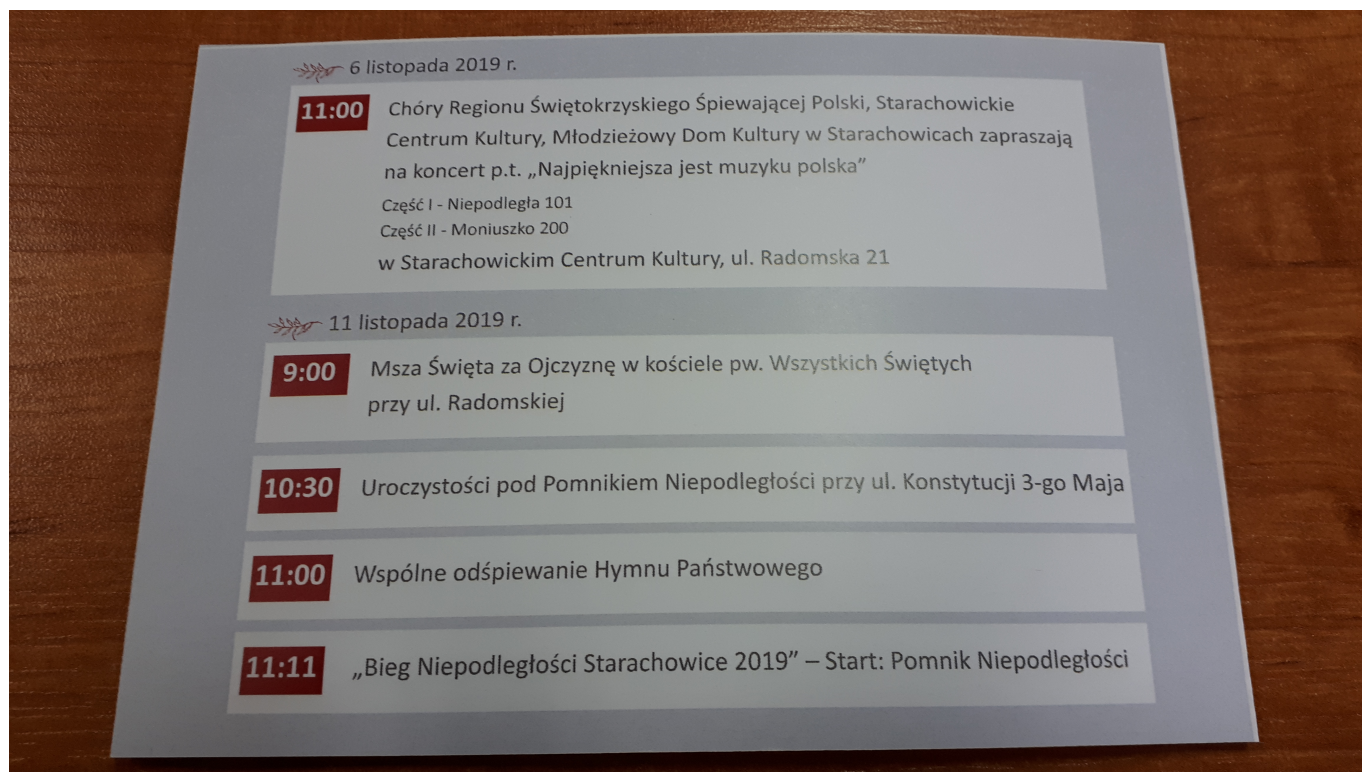 6 listopada 2019 r.
11:00 Chóry Regionu Świętokrzyskiego Śpiewającej Polski, Starachowickie
Centrum Kultury, Młodzieżowy Dom Kultury w Starachowicach zapraszają
na koncert p.t. „Najpiękniejsza jest muzyku polska”
Część I - Niepodległa 101
Część II - Moniuszko 200
w Starachowickim Centrum Kultury, ul. Radomska 21
11 listopada 2019 r.
9:00 Msza Święta za Ojczyznę w kościele pw. Wszystkich Świętych
przy ul. Radomskiej
10:30 Uroczystości pod Pomnikiem Niepodległości przy ul. Konstytucji 3-go Maja
11:00 Wspólne odśpiewanie Hymnu Państwowego
11:11 „Bieg Niepodległości Starachowice 2019” – Start: Pomnik Niepodległości